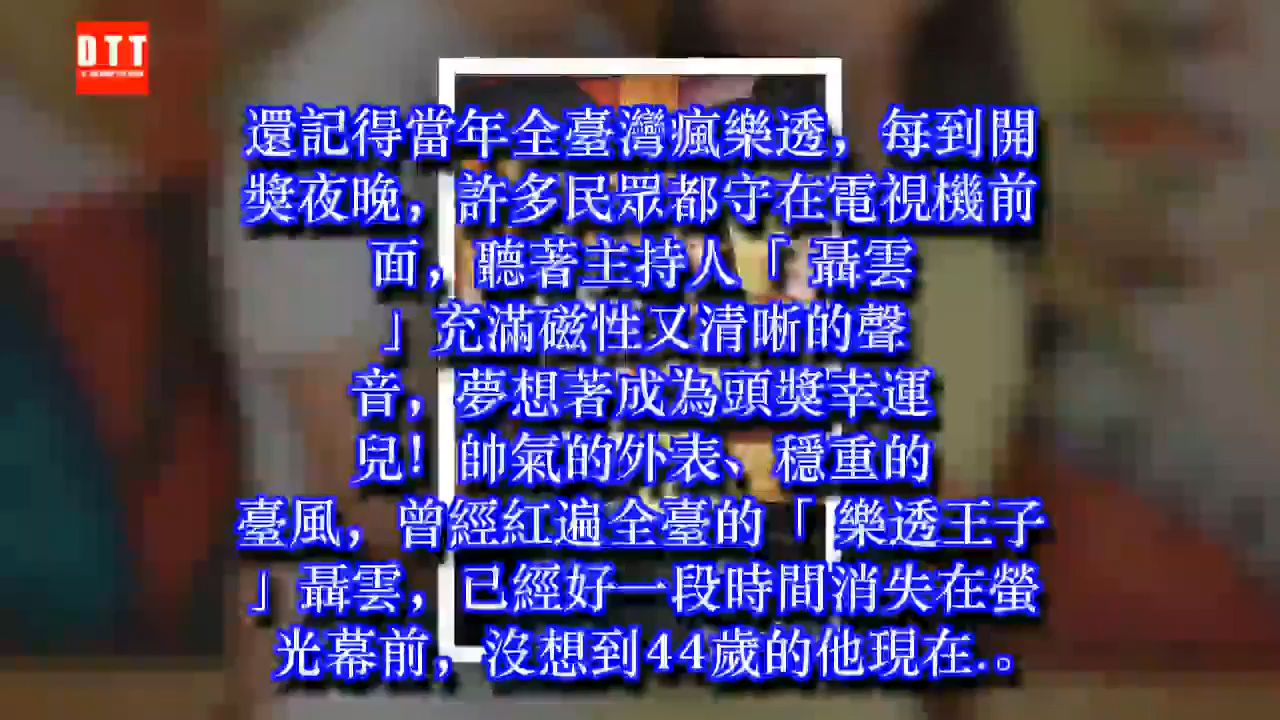 DTT
還記得當年全臺灣瘋樂透，每到開
獎夜晚，許多民眾都守在電視機前
面，聽著主持人「 聶雲
」充滿磁性又清晰的聲
音，夢想著成為頭獎幸運
兒！帥氣的外表、穩重的
臺風，曾經紅遍全臺的「 樂透王子
」聶雲，已經好一段時間消失在螢
光幕前，沒想到44歲的他現在.。